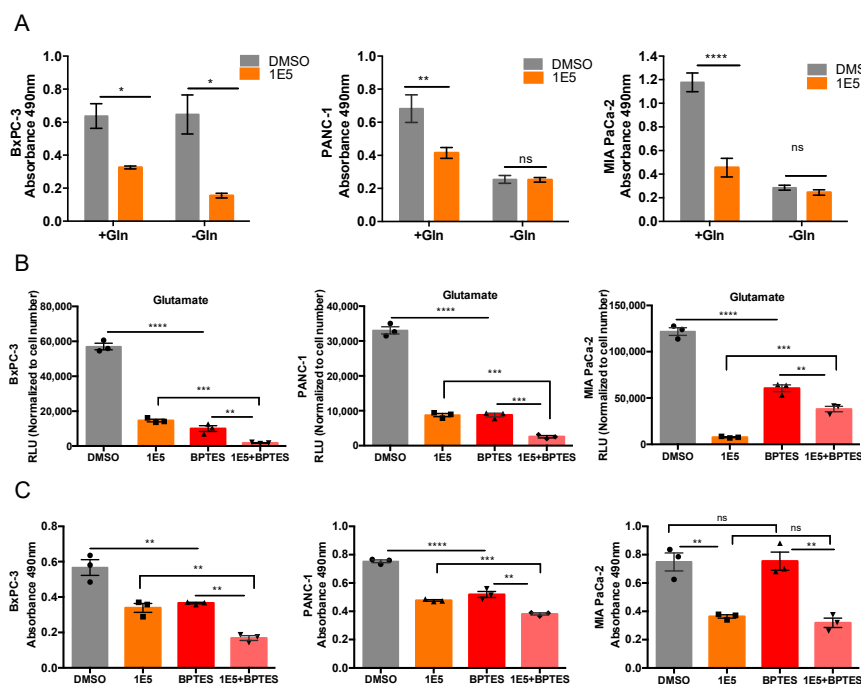 A
BxPC-3
Absorbance 490nm
1.0
0.8
0.6
0.4
0.2
0.0
DMSO
1E5
*
*
+Gln
-Gln
PANC-1
Absorbance 490nm
1.0
0.8
0.6
0.4
0.2
0.0
DMSO
1E5
**
ns
+Gln
-Gln
MIA PaCa-2
Absorbance 490nm
1.4
1.2
1.0
0.8
0.6
0.4
0.2
0.0
DMS
1E5
****
ns
+Gln
-Gln
B
BxPC-3
RLU (Normalized to cell number)
Glutamate
80,000
60,000
40,000
20,000
0
****
***
**
DMSO
1E5
BPTES
1E5+BPTES
PANC-1
RLU (Normalized to cell number)
Glutamate
40,000
30,000
20,000
10,000
0
****
***
***
DMSO
1E5
BPTES
1E5+BPTES
MIA PaCa-2
RLU (Normalized to cell number)
Glutamate
150,000
100,000
50,000
0
****
***
**
DMSO
1E5
BPTES
1E5+BPTES
C
BxPC-3
Absorbance 490nm
0.8
0.6
0.4
0.2
0.0
**
**
**
DMSO
1E5
BPTES
1E5+BPTES
PANC-1
Absorbance 490nm
0.8
0.6
0.4
0.2
0.0
****
***
**
DMSO
1E5
BPTES
1E5+BPTES
MIA PaCa-2
Absorbance 490nm
1.0
0.8
0.6
0.4
0.2
0.0
ns
**
ns
**
DMSO
1E5
BPTES
1E5+BPTES